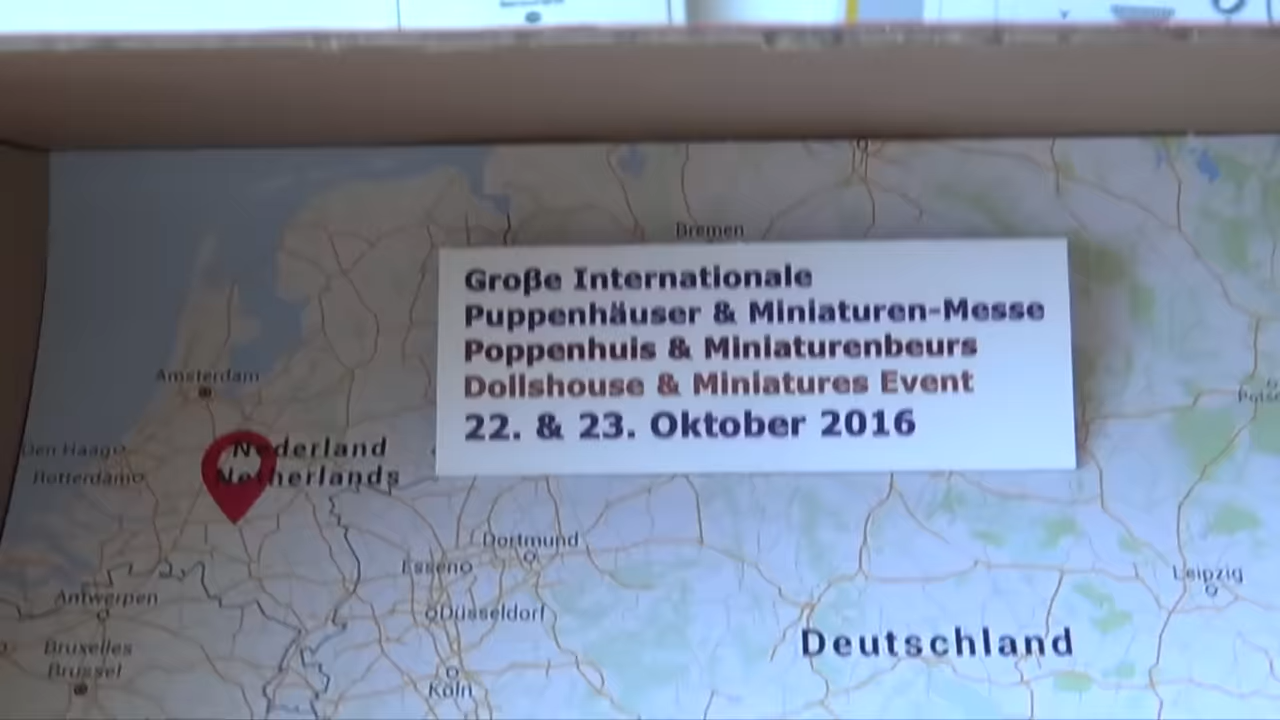 Bremen
Große Internationale
Puppenhäuser & Miniaturen-Messe
Poppenhuis & Miniaturenbeurs
Dollshouse & Miniatures Event
22. & 23. Oktober 2016
Amsterdam
Den Haag
Nederland
Netherlands
Rotterdam
Dortmund
Essen
Leipzig
Antwerpen
Düsseldorf
Deutschland
Bruxelles
Brussel
Köln